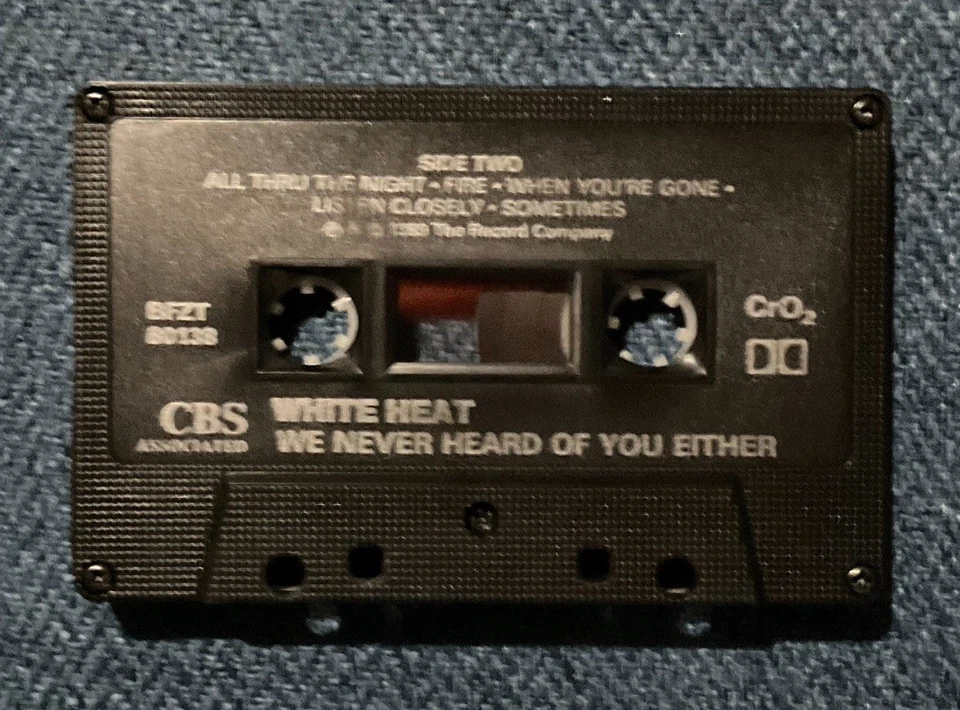 SIDE TWO
ALL THRU THE NIGHT • FIRE • WHEN YOU'RE GONE •
LISTEN CLOSELY • SOMETIMES
The Record Company
BFZT
80138
CrO₂
CBS
ASSOCIATED
WHITE HEAT
WE NEVER HEARD OF YOU EITHER